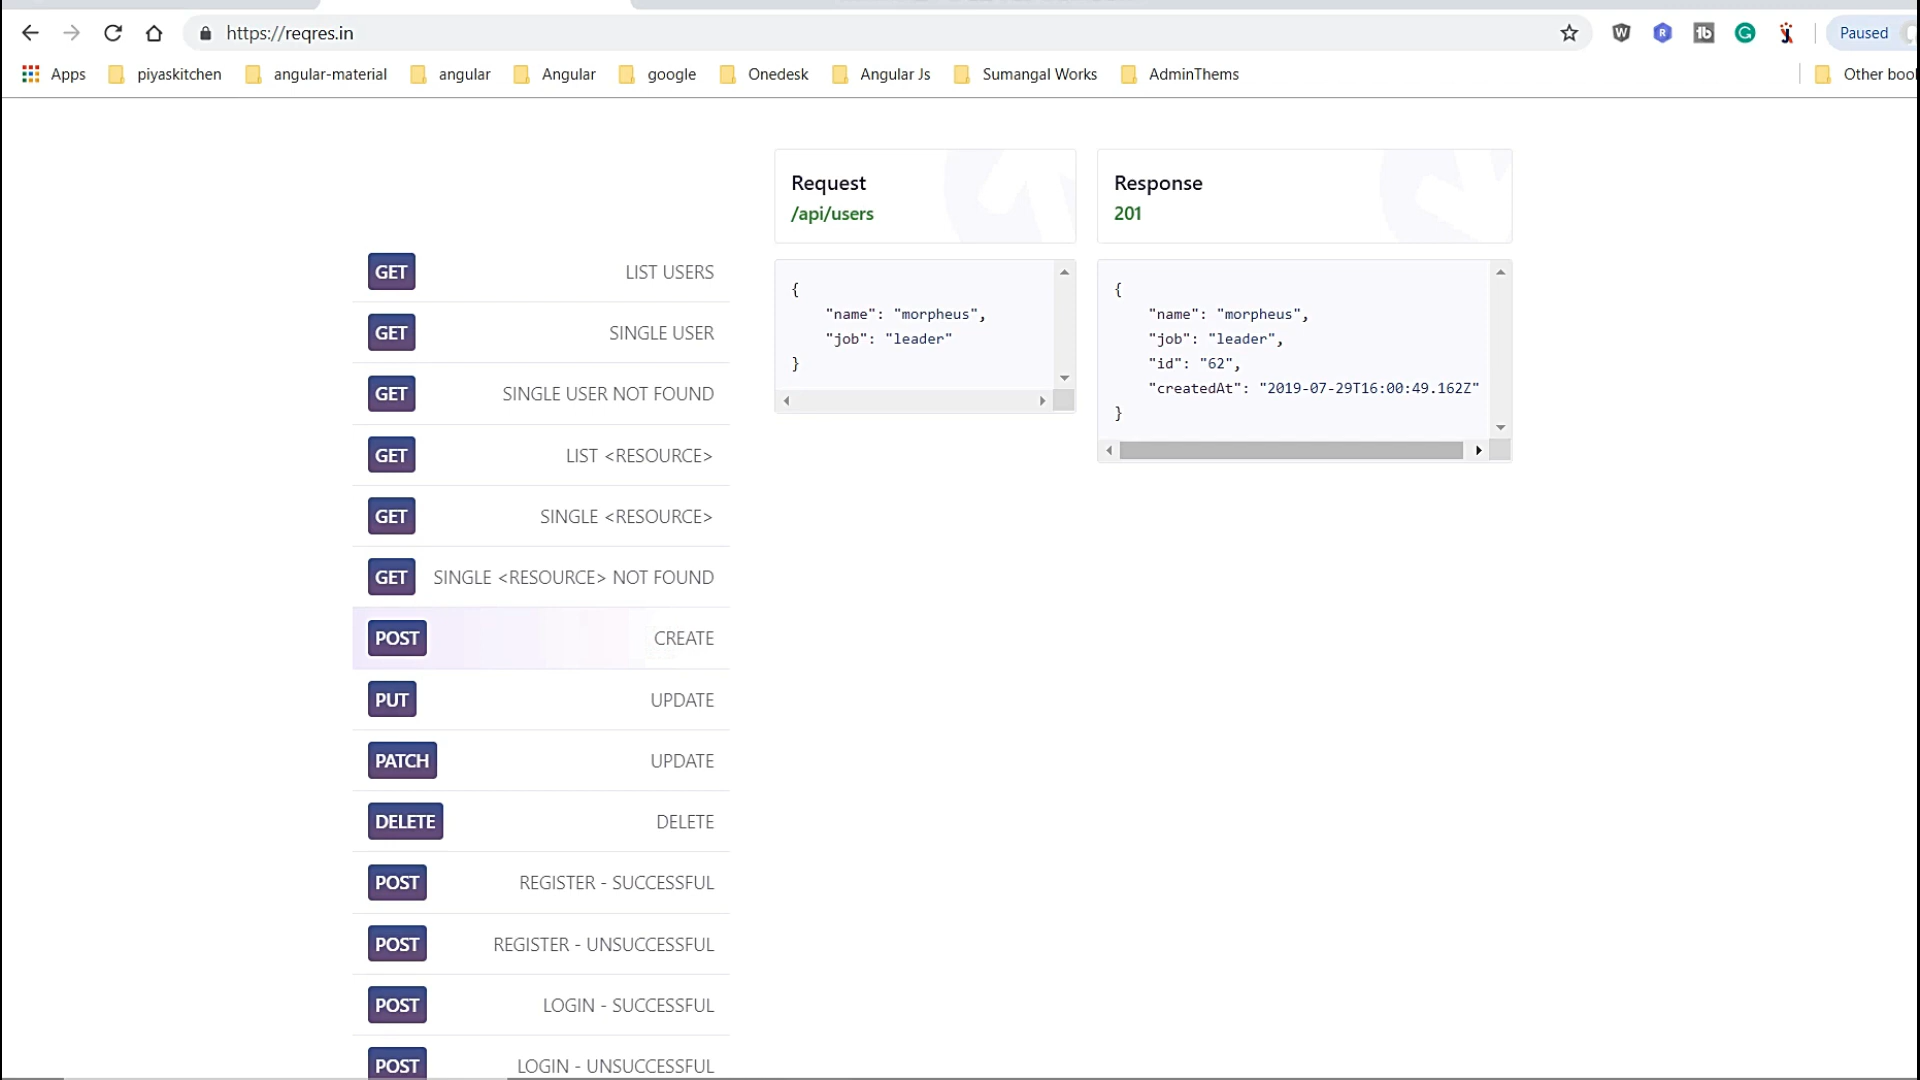 https://reqres.in
W R tb G Paused
Apps piyaskitchen angular-material angular Angular google Onedesk Angular Js Sumangal Works AdminThems Other bool
Request
/api/users
Response
201
{
"name": "morpheus",
"job": "leader"
}
{
"name": "morpheus",
"job": "leader",
"id": "62",
"createdAt": "2019-07-29T16:00:49.162Z"
}
GET LIST USERS
GET SINGLE USER
GET SINGLE USER NOT FOUND
GET LIST <RESOURCE>
GET SINGLE <RESOURCE>
GET SINGLE <RESOURCE> NOT FOUND
POST CREATE
PUT UPDATE
PATCH UPDATE
DELETE DELETE
POST REGISTER - SUCCESSFUL
POST REGISTER - UNSUCCESSFUL
POST LOGIN - SUCCESSFUL
POST LOGIN - UNSUCCESSFUL